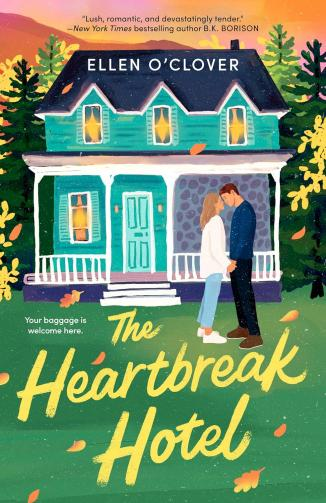 "Lush, romantic, and devastatingly tender."
—New York Times bestselling author B.K. BORISON
ELLEN O'CLOVER
Your baggage is
welcome here.
The
Heartbreak
Hotel